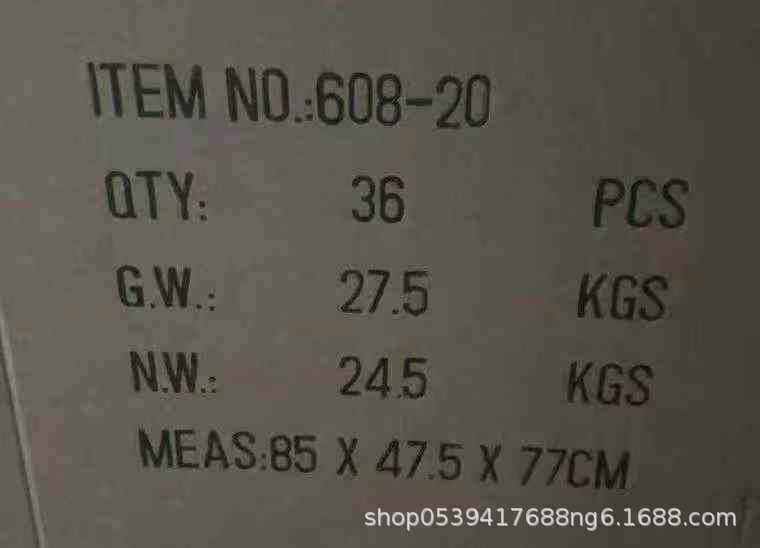 ITEM NO.:608-20
QTY: 36 PCS
G.W.: 27.5 KGS
N.W.: 24.5 KGS
MEAS:85 X 47.5 X 77CM
shop0539417688ng6.1688.com